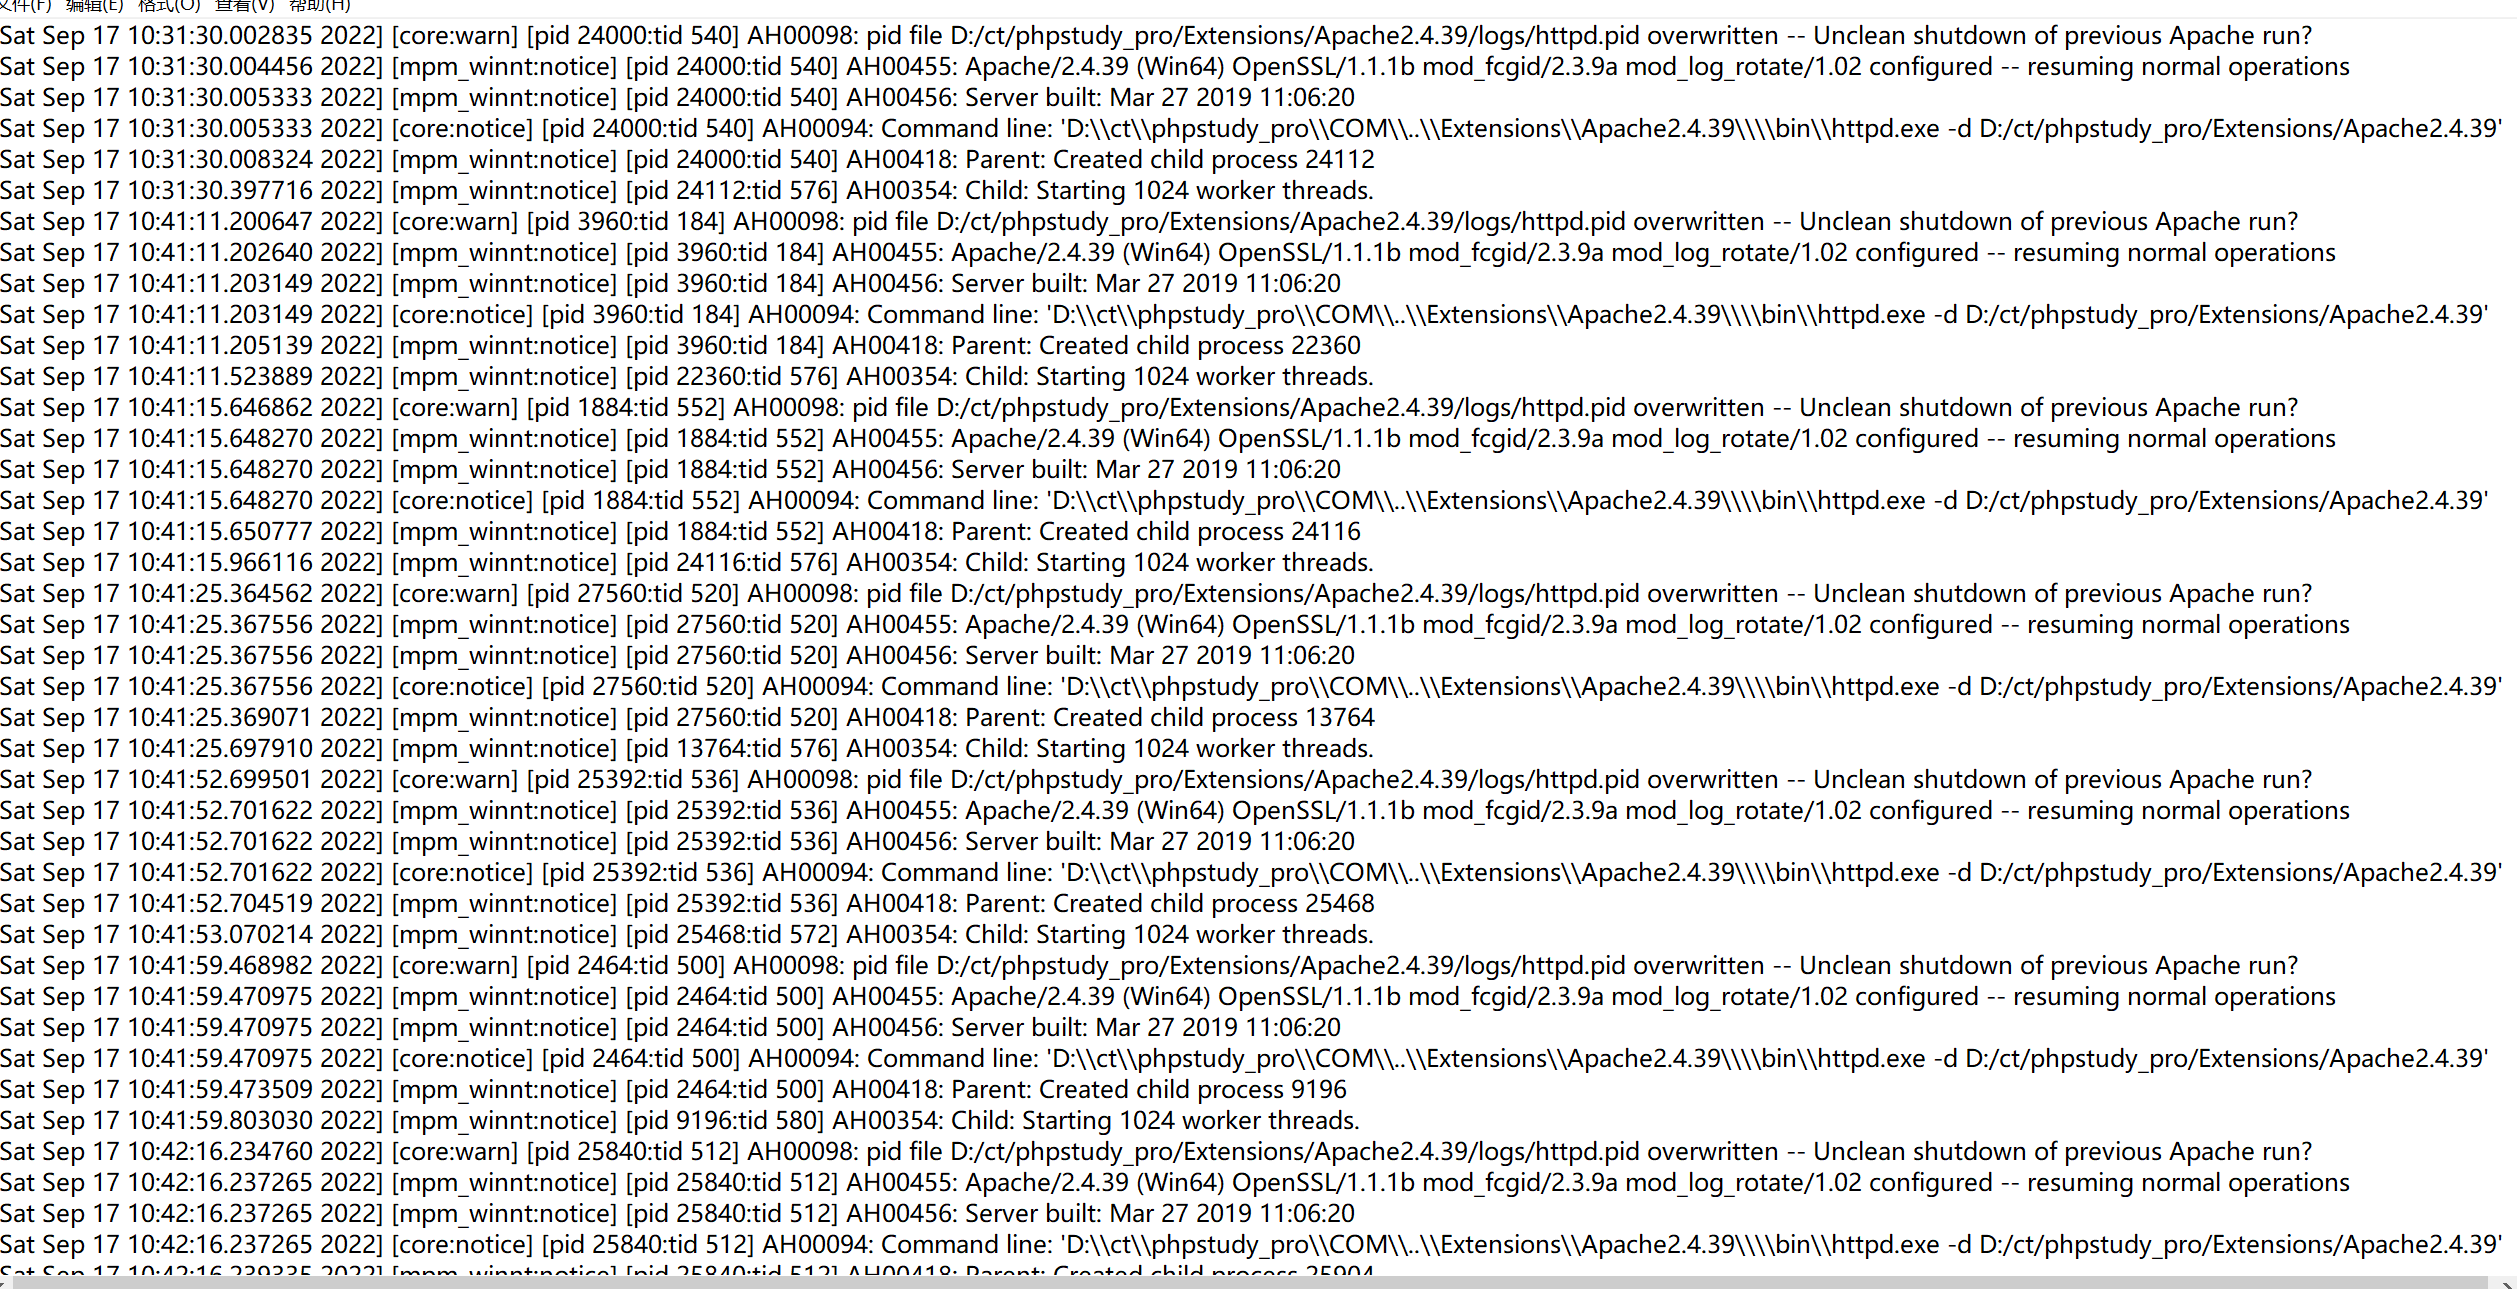 文件(F) 编辑(E) 格式(O) 查看(V) 帮助(H)
Sat Sep 17 10:31:30.002835 2022] [core:warn] [pid 24000:tid 540] AH00098: pid file D:/ct/phpstudy_pro/Extensions/Apache2.4.39/logs/httpd.pid overwritten -- Unclean shutdown of previous Apache run?
Sat Sep 17 10:31:30.004456 2022] [mpm_winnt:notice] [pid 24000:tid 540] AH00455: Apache/2.4.39 (Win64) OpenSSL/1.1.1b mod_fcgid/2.3.9a mod_log_rotate/1.02 configured -- resuming normal operations
Sat Sep 17 10:31:30.005333 2022] [mpm_winnt:notice] [pid 24000:tid 540] AH00456: Server built: Mar 27 2019 11:06:20
Sat Sep 17 10:31:30.005333 2022] [core:notice] [pid 24000:tid 540] AH00094: Command line: 'D:\\ct\\phpstudy_pro\\COM\\..\\Extensions\\Apache2.4.39\\\\bin\\httpd.exe -d D:/ct/phpstudy_pro/Extensions/Apache2.4.39'
Sat Sep 17 10:31:30.008324 2022] [mpm_winnt:notice] [pid 24000:tid 540] AH00418: Parent: Created child process 24112
Sat Sep 17 10:31:30.397716 2022] [mpm_winnt:notice] [pid 24112:tid 576] AH00354: Child: Starting 1024 worker threads.
Sat Sep 17 10:41:11.200647 2022] [core:warn] [pid 3960:tid 184] AH00098: pid file D:/ct/phpstudy_pro/Extensions/Apache2.4.39/logs/httpd.pid overwritten -- Unclean shutdown of previous Apache run?
Sat Sep 17 10:41:11.202640 2022] [mpm_winnt:notice] [pid 3960:tid 184] AH00455: Apache/2.4.39 (Win64) OpenSSL/1.1.1b mod_fcgid/2.3.9a mod_log_rotate/1.02 configured -- resuming normal operations
Sat Sep 17 10:41:11.203149 2022] [mpm_winnt:notice] [pid 3960:tid 184] AH00456: Server built: Mar 27 2019 11:06:20
Sat Sep 17 10:41:11.203149 2022] [core:notice] [pid 3960:tid 184] AH00094: Command line: 'D:\\ct\\phpstudy_pro\\COM\\..\\Extensions\\Apache2.4.39\\\\bin\\httpd.exe -d D:/ct/phpstudy_pro/Extensions/Apache2.4.39'
Sat Sep 17 10:41:11.205139 2022] [mpm_winnt:notice] [pid 3960:tid 184] AH00418: Parent: Created child process 22360
Sat Sep 17 10:41:11.523889 2022] [mpm_winnt:notice] [pid 22360:tid 576] AH00354: Child: Starting 1024 worker threads.
Sat Sep 17 10:41:15.646862 2022] [core:warn] [pid 1884:tid 552] AH00098: pid file D:/ct/phpstudy_pro/Extensions/Apache2.4.39/logs/httpd.pid overwritten -- Unclean shutdown of previous Apache run?
Sat Sep 17 10:41:15.648270 2022] [mpm_winnt:notice] [pid 1884:tid 552] AH00455: Apache/2.4.39 (Win64) OpenSSL/1.1.1b mod_fcgid/2.3.9a mod_log_rotate/1.02 configured -- resuming normal operations
Sat Sep 17 10:41:15.648270 2022] [mpm_winnt:notice] [pid 1884:tid 552] AH00456: Server built: Mar 27 2019 11:06:20
Sat Sep 17 10:41:15.648270 2022] [core:notice] [pid 1884:tid 552] AH00094: Command line: 'D:\\ct\\phpstudy_pro\\COM\\..\\Extensions\\Apache2.4.39\\\\bin\\httpd.exe -d D:/ct/phpstudy_pro/Extensions/Apache2.4.39'
Sat Sep 17 10:41:15.650777 2022] [mpm_winnt:notice] [pid 1884:tid 552] AH00418: Parent: Created child process 24116
Sat Sep 17 10:41:15.966116 2022] [mpm_winnt:notice] [pid 24116:tid 576] AH00354: Child: Starting 1024 worker threads.
Sat Sep 17 10:41:25.364562 2022] [core:warn] [pid 27560:tid 520] AH00098: pid file D:/ct/phpstudy_pro/Extensions/Apache2.4.39/logs/httpd.pid overwritten -- Unclean shutdown of previous Apache run?
Sat Sep 17 10:41:25.367556 2022] [mpm_winnt:notice] [pid 27560:tid 520] AH00455: Apache/2.4.39 (Win64) OpenSSL/1.1.1b mod_fcgid/2.3.9a mod_log_rotate/1.02 configured -- resuming normal operations
Sat Sep 17 10:41:25.367556 2022] [mpm_winnt:notice] [pid 27560:tid 520] AH00456: Server built: Mar 27 2019 11:06:20
Sat Sep 17 10:41:25.367556 2022] [core:notice] [pid 27560:tid 520] AH00094: Command line: 'D:\\ct\\phpstudy_pro\\COM\\..\\Extensions\\Apache2.4.39\\\\bin\\httpd.exe -d D:/ct/phpstudy_pro/Extensions/Apache2.4.39'
Sat Sep 17 10:41:25.369071 2022] [mpm_winnt:notice] [pid 27560:tid 520] AH00418: Parent: Created child process 13764
Sat Sep 17 10:41:25.697910 2022] [mpm_winnt:notice] [pid 13764:tid 576] AH00354: Child: Starting 1024 worker threads.
Sat Sep 17 10:41:52.699501 2022] [core:warn] [pid 25392:tid 536] AH00098: pid file D:/ct/phpstudy_pro/Extensions/Apache2.4.39/logs/httpd.pid overwritten -- Unclean shutdown of previous Apache run?
Sat Sep 17 10:41:52.701622 2022] [mpm_winnt:notice] [pid 25392:tid 536] AH00455: Apache/2.4.39 (Win64) OpenSSL/1.1.1b mod_fcgid/2.3.9a mod_log_rotate/1.02 configured -- resuming normal operations
Sat Sep 17 10:41:52.701622 2022] [mpm_winnt:notice] [pid 25392:tid 536] AH00456: Server built: Mar 27 2019 11:06:20
Sat Sep 17 10:41:52.701622 2022] [core:notice] [pid 25392:tid 536] AH00094: Command line: 'D:\\ct\\phpstudy_pro\\COM\\..\\Extensions\\Apache2.4.39\\\\bin\\httpd.exe -d D:/ct/phpstudy_pro/Extensions/Apache2.4.39'
Sat Sep 17 10:41:52.704519 2022] [mpm_winnt:notice] [pid 25392:tid 536] AH00418: Parent: Created child process 25468
Sat Sep 17 10:41:53.070214 2022] [mpm_winnt:notice] [pid 25468:tid 572] AH00354: Child: Starting 1024 worker threads.
Sat Sep 17 10:41:59.468982 2022] [core:warn] [pid 2464:tid 500] AH00098: pid file D:/ct/phpstudy_pro/Extensions/Apache2.4.39/logs/httpd.pid overwritten -- Unclean shutdown of previous Apache run?
Sat Sep 17 10:41:59.470975 2022] [mpm_winnt:notice] [pid 2464:tid 500] AH00455: Apache/2.4.39 (Win64) OpenSSL/1.1.1b mod_fcgid/2.3.9a mod_log_rotate/1.02 configured -- resuming normal operations
Sat Sep 17 10:41:59.470975 2022] [mpm_winnt:notice] [pid 2464:tid 500] AH00456: Server built: Mar 27 2019 11:06:20
Sat Sep 17 10:41:59.470975 2022] [core:notice] [pid 2464:tid 500] AH00094: Command line: 'D:\\ct\\phpstudy_pro\\COM\\..\\Extensions\\Apache2.4.39\\\\bin\\httpd.exe -d D:/ct/phpstudy_pro/Extensions/Apache2.4.39'
Sat Sep 17 10:41:59.473509 2022] [mpm_winnt:notice] [pid 2464:tid 500] AH00418: Parent: Created child process 9196
Sat Sep 17 10:41:59.803030 2022] [mpm_winnt:notice] [pid 9196:tid 580] AH00354: Child: Starting 1024 worker threads.
Sat Sep 17 10:42:16.234760 2022] [core:warn] [pid 25840:tid 512] AH00098: pid file D:/ct/phpstudy_pro/Extensions/Apache2.4.39/logs/httpd.pid overwritten -- Unclean shutdown of previous Apache run?
Sat Sep 17 10:42:16.237265 2022] [mpm_winnt:notice] [pid 25840:tid 512] AH00455: Apache/2.4.39 (Win64) OpenSSL/1.1.1b mod_fcgid/2.3.9a mod_log_rotate/1.02 configured -- resuming normal operations
Sat Sep 17 10:42:16.237265 2022] [mpm_winnt:notice] [pid 25840:tid 512] AH00456: Server built: Mar 27 2019 11:06:20
Sat Sep 17 10:42:16.237265 2022] [core:notice] [pid 25840:tid 512] AH00094: Command line: 'D:\\ct\\phpstudy_pro\\COM\\..\\Extensions\\Apache2.4.39\\\\bin\\httpd.exe -d D:/ct/phpstudy_pro/Extensions/Apache2.4.39'
Sat Sep 17 10:42:16.239335 2022] [mpm_winnt:notice] [pid 25840:tid 512] AH00418: Parent: Created child process 25904